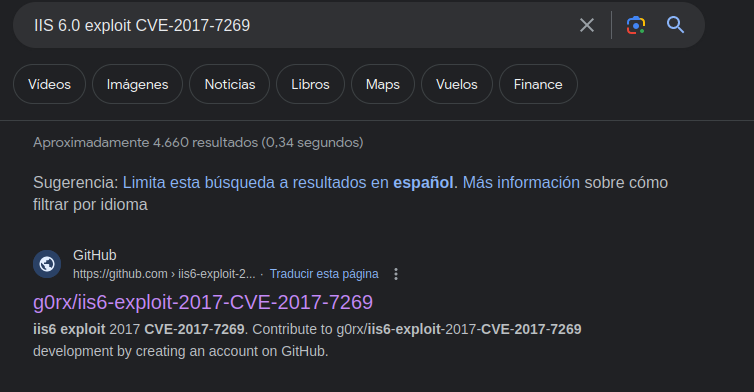 IIS 6.0 exploit CVE-2017-7269
Videos Imágenes Noticias Libros Maps Vuelos Finance
Aproximadamente 4.660 resultados (0,34 segundos)
Sugerencia: Limita esta búsqueda a resultados en español. Más información sobre cómo
filtrar por idioma
GitHub
https://github.com › iis6-exploit-2... · Traducir esta página
g0rx/iis6-exploit-2017-CVE-2017-7269
iis6 exploit 2017 CVE-2017-7269. Contribute to g0rx/iis6-exploit-2017-CVE-2017-7269
development by creating an account on GitHub.